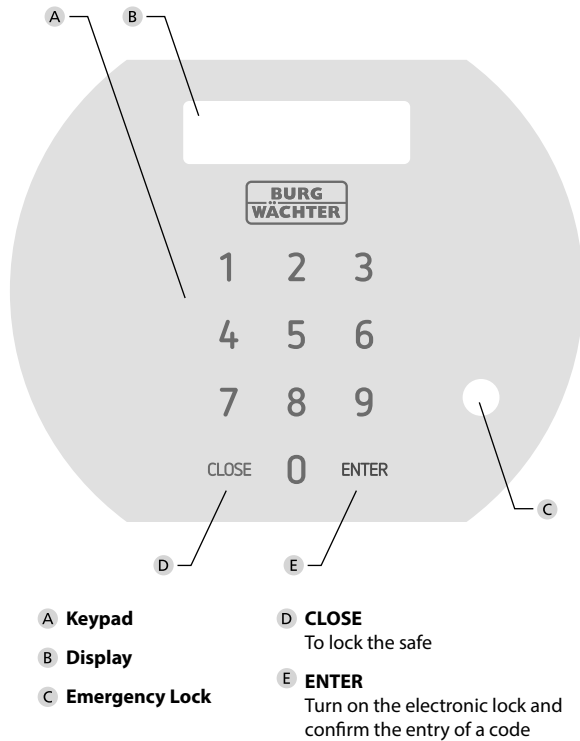 A B
BURG
WÄCHTER
1 2 3
4 5 6
7 8 9
CLOSE 0 ENTER
C
D E
A Keypad
B Display
C Emergency Lock
D CLOSE
To lock the safe
E ENTER
Turn on the electronic lock and
confirm the entry of a code